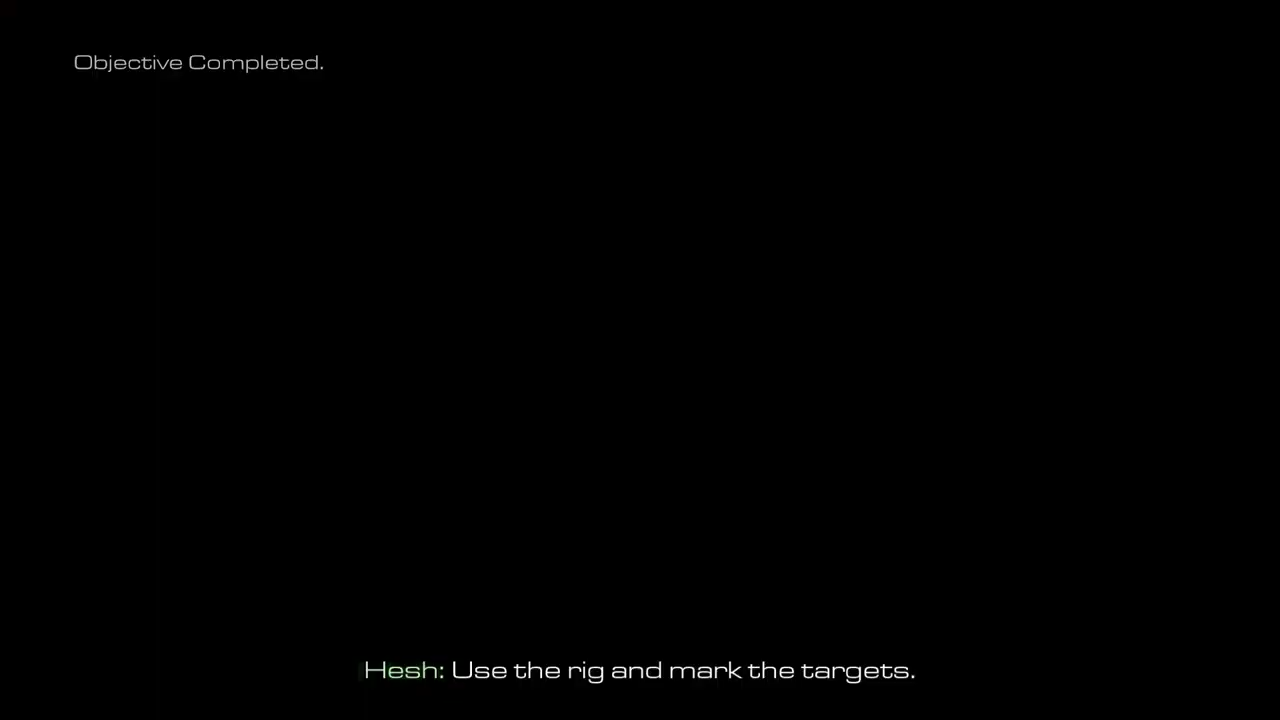 Objective Completed.
Hesh: Use the rig and mark the targets.